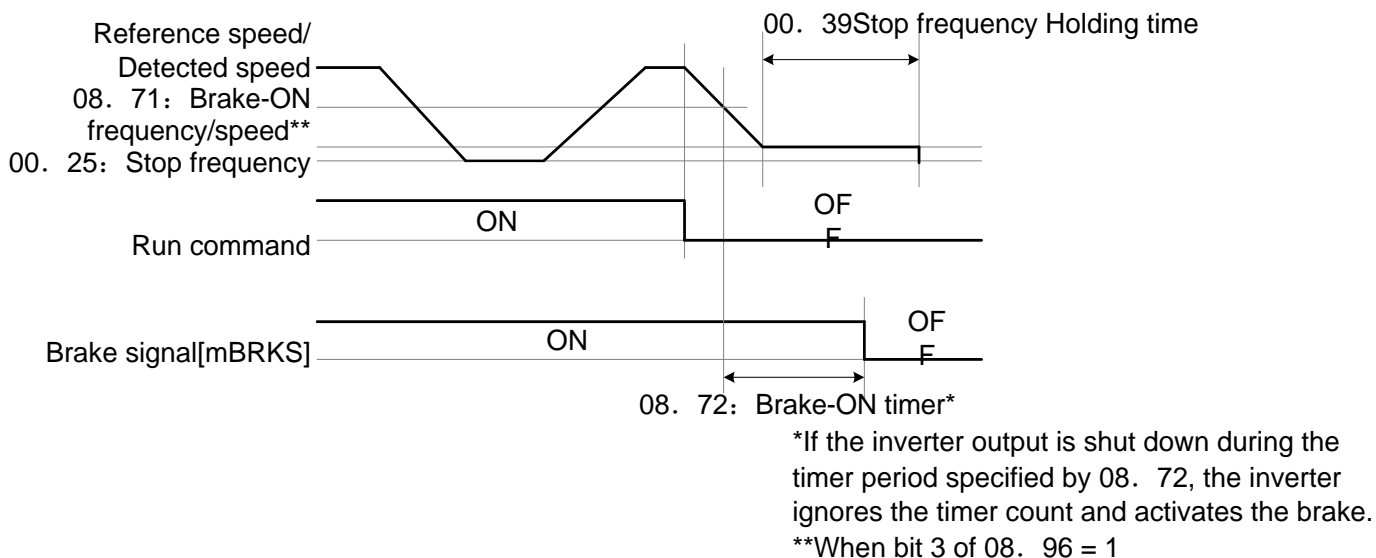 00．39Stop frequency Holding time
Reference speed/
Detected speed
08．71：Brake-ON
frequency/speed**
00．25：Stop frequency
ON
OF
F
Run command
ON
OF
F
Brake signal[mBRKS]
08．72：Brake-ON timer*
*If the inverter output is shut down during the
timer period specified by 08．72, the inverter
ignores the timer count and activates the brake.
**When bit 3 of 08．96 = 1